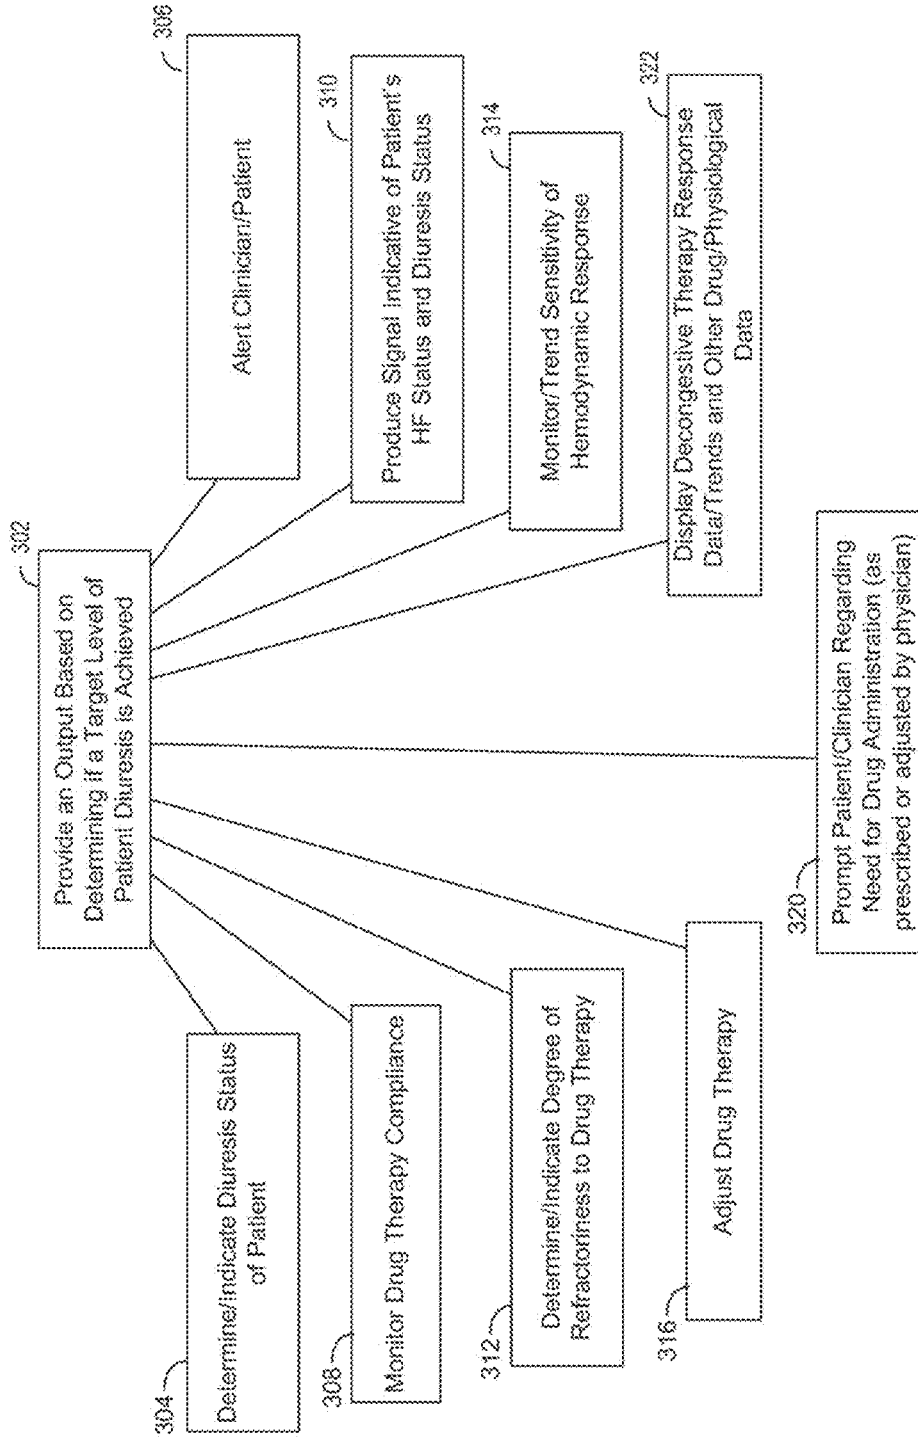 302
Provide an Output Based on
Determining if a Target Level of
Patient Diuresis is Achieved
304
Determine/Indicate Diuresis Status
of Patient
306
Alert Clinician/Patient
308
Monitor Drug Therapy Compliance
310
Produce Signal Indicative of Patient's
HF Status and Diuresis Status
312
Determine/Indicate Degree of
Refractoriness to Drug Therapy
314
Monitor/Trend Sensitivity of
Hemodynamic Response
316
Adjust Drug Therapy
322
Display Decongestive Therapy Response
Data/Trends and Other Drug/Physiological
Data
320
Prompt Patient/Clinician Regarding
Need for Drug Administration (as
prescribed or adjusted by physician)